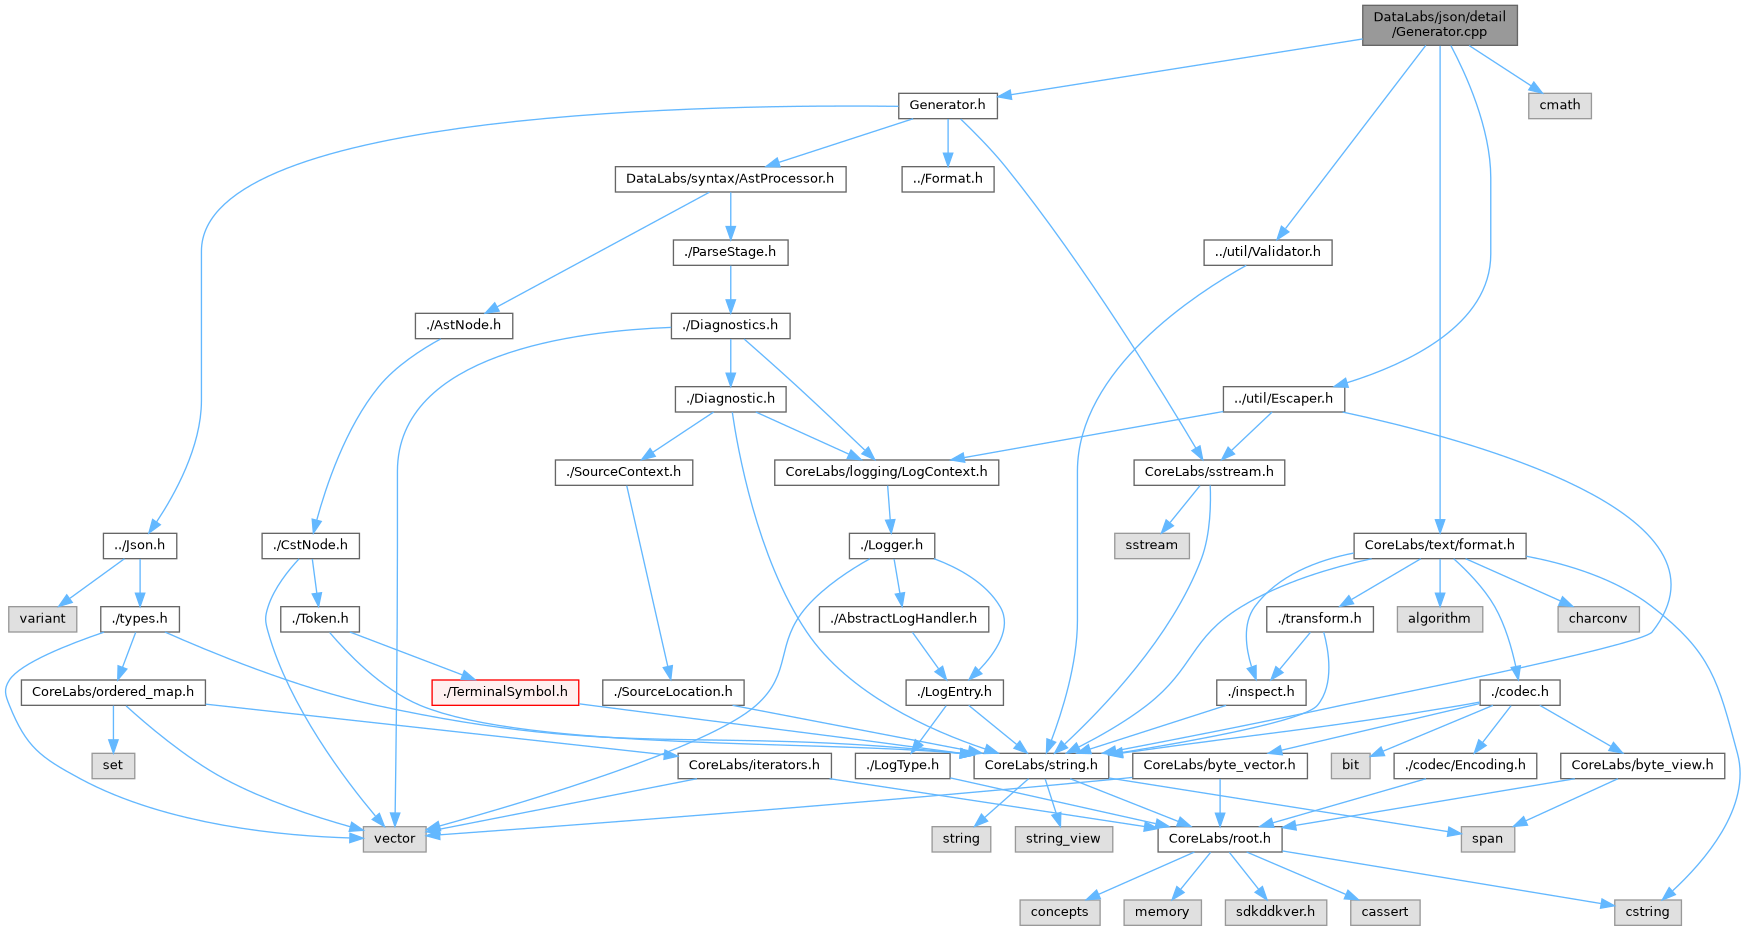 DataLabs/json/detail
/Generator.cpp
Generator.h
cmath
DataLabs/syntax/AstProcessor.h
../Format.h
./ParseStage.h
../util/Validator.h
./AstNode.h
./Diagnostics.h
./Diagnostic.h
../util/Escaper.h
./SourceContext.h
CoreLabs/logging/LogContext.h
CoreLabs/sstream.h
../Json.h
./CstNode.h
./Logger.h
sstream
CoreLabs/text/format.h
variant
./types.h
./Token.h
./AbstractLogHandler.h
./transform.h
algorithm
charconv
CoreLabs/ordered_map.h
./TerminalSymbol.h
./SourceLocation.h
./LogEntry.h
./inspect.h
./codec.h
set
CoreLabs/iterators.h
./LogType.h
CoreLabs/string.h
CoreLabs/byte_vector.h
bit
./codec/Encoding.h
CoreLabs/byte_view.h
vector
string
string_view
CoreLabs/root.h
span
concepts
memory
sdkddkver.h
cassert
cstring